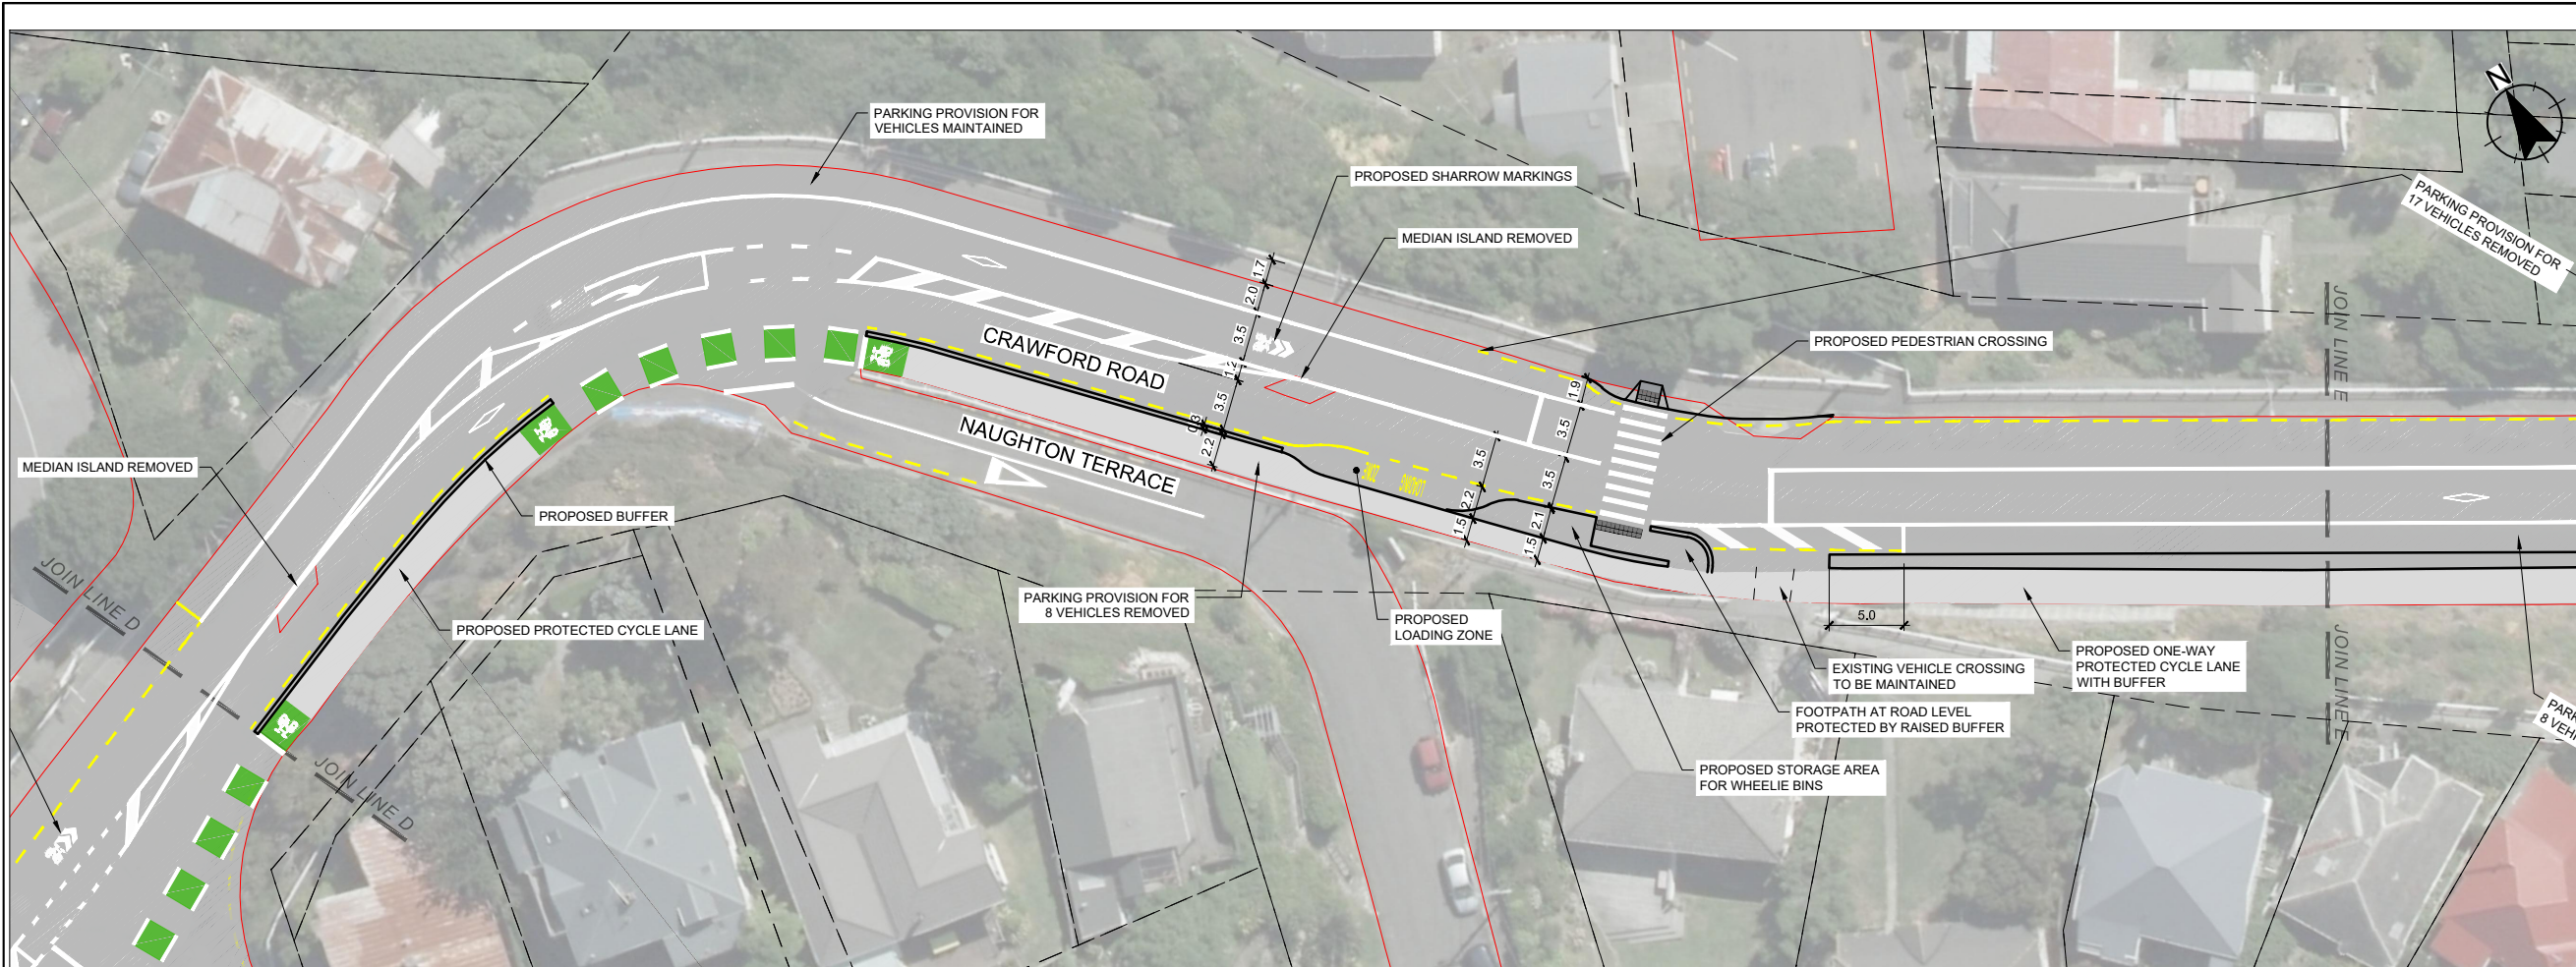 PARKING PROVISION FOR
VEHICLES MAINTAINED
PROPOSED SHARROW MARKINGS
MEDIAN ISLAND REMOVED
N
PARKING PROVISION FOR
17 VEHICLES REMOVED
PROPOSED PEDESTRIAN CROSSING
JOIN LINE E
1.7
2.0
3.5
1.2
3.5
0.3
2.2
CRAWFORD ROAD
NAUGHTON TERRACE
1.9
3.5
3.5
2.1
1.5
3.5
2.2
1.5
ZONE
LOADING
MEDIAN ISLAND REMOVED
PROPOSED BUFFER
JOIN LINE D
PROPOSED PROTECTED CYCLE LANE
PARKING PROVISION FOR
8 VEHICLES REMOVED
PROPOSED
LOADING ZONE
5.0
EXISTING VEHICLE CROSSING
TO BE MAINTAINED
PROPOSED ONE-WAY
PROTECTED CYCLE LANE
WITH BUFFER
FOOTPATH AT ROAD LEVEL
PROTECTED BY RAISED BUFFER
PROPOSED STORAGE AREA
FOR WHEELIE BINS
JOIN LINE E
JOIN LINE D